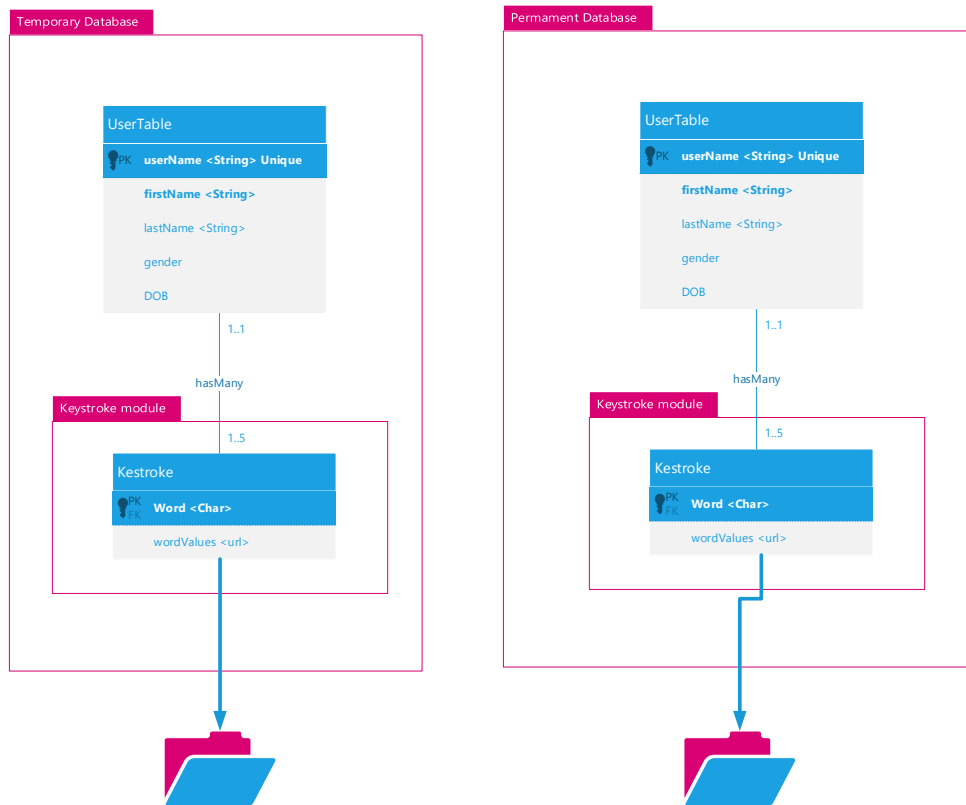 Temporary Database
UserTable
PK userName <String> Unique
firstName <String>
lastName <String>
gender
DOB
1..1
hasMany
Keystroke module
1..5
Kestroke
PK
FK
Word <Char>
wordValues <url>
Permament Database
UserTable
PK userName <String> Unique
firstName <String>
lastName <String>
gender
DOB
1..1
hasMany
Keystroke module
1..5
Kestroke
PK
FK
Word <Char>
wordValues <url>